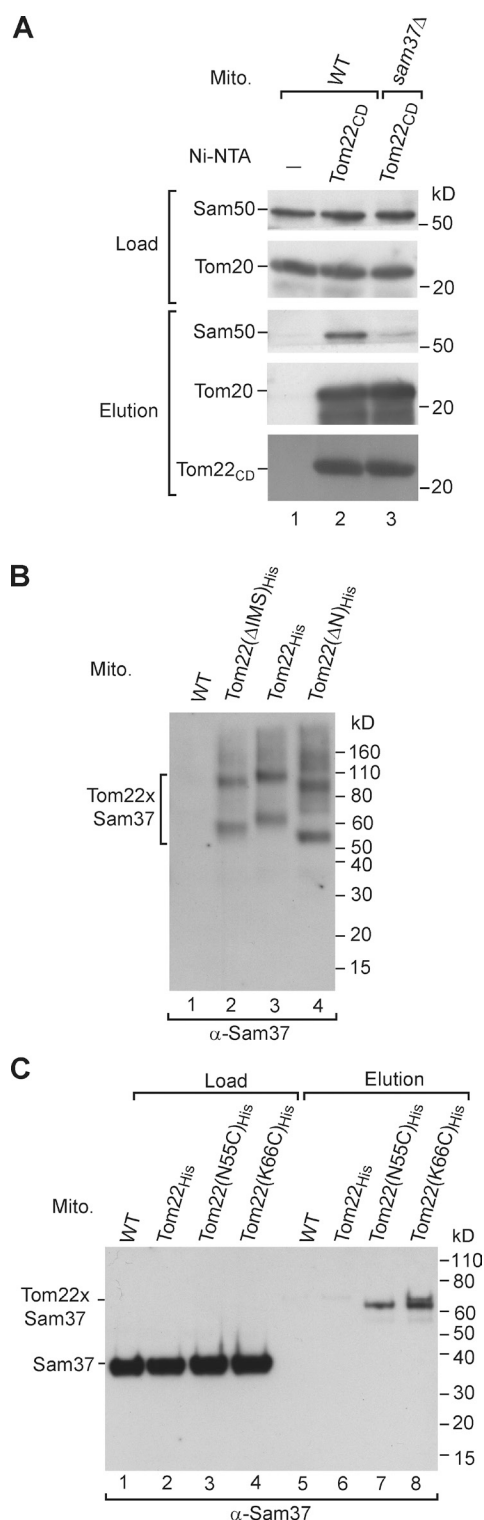 A
Mito. WT sam37Δ
Ni-NTA – Tom22CD Tom22CD kD
Load
Sam50 – 50
Tom20 – 20
Elution
Sam50 – 50
Tom20 – 20
Tom22CD – 20
1 2 3
B
Mito. WT Tom22(ΔIMS)His Tom22His Tom22(ΔN)His
kD
160
110
Tom22x
Sam37
80
60
50
40
30
20
15
1 2 3 4
α-Sam37
C
Load Elution
Mito. WT Tom22His Tom22(N55C)His Tom22(K66C)His WT Tom22His Tom22(N55C)His Tom22(K66C)His
kD
110
80
Tom22x
Sam37
60
50
Sam37 40
30
20
15
1 2 3 4 5 6 7 8
α-Sam37